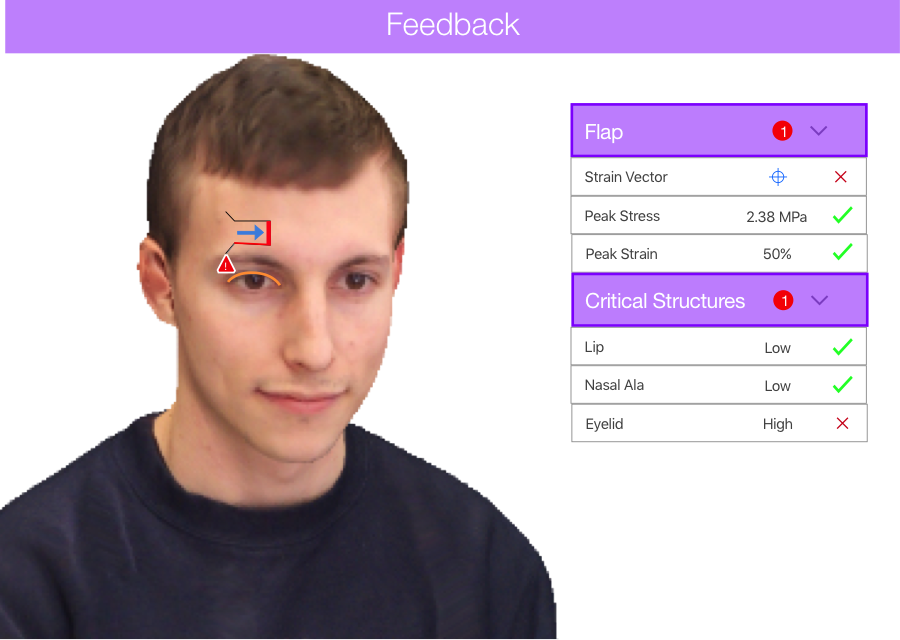 Feedback
Flap 1
Strain Vector
Peak Stress 2.38 MPa
Peak Strain 50%
Critical Structures 1
Lip Low
Nasal Ala Low
Eyelid High